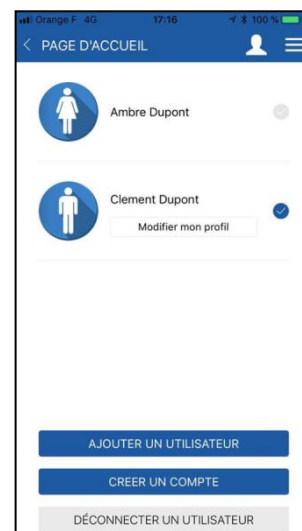 Orange F 4G 17:16 100 %
PAGE D'ACCUEIL
Ambre Dupont
Clement Dupont
Modifier mon profil
AJOUTER UN UTILISATEUR
CREER UN COMPTE
DÉCONNECTER UN UTILISATEUR